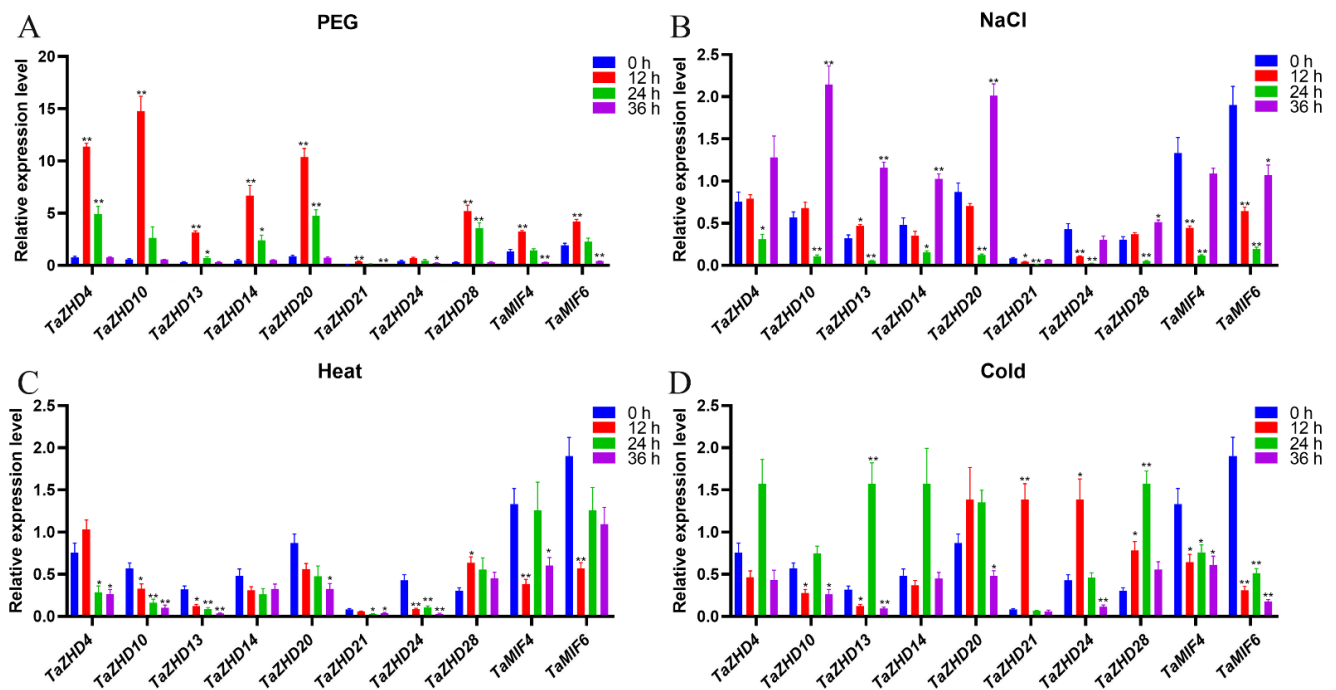 A
PEG
Relative expression level
20
15
10
5
0
0 h
12 h
24 h
36 h
** ** ** ** * ** * ** ** ** ** ** * ** ** ** ** ** **
TaZHD4 TaZHD10 TaZHD13 TaZHD14 TaZHD20 TaZHD21 TaZHD24 TaZHD28 TaMIF4 TaMIF6
B
NaCl
Relative expression level
2.5
2.0
1.5
1.0
0.5
0.0
0 h
12 h
24 h
36 h
* ** ** * ** ** * ** ** ** * ** ** ** ** * ** ** ** ** *
TaZHD4 TaZHD10 TaZHD13 TaZHD14 TaZHD20 TaZHD21 TaZHD24 TaZHD28 TaMIF4 TaMIF6
C
Heat
Relative expression level
2.5
2.0
1.5
1.0
0.5
0.0
0 h
12 h
24 h
36 h
* * * ** ** * ** ** * * * ** ** ** * ** * **
TaZHD4 TaZHD10 TaZHD13 TaZHD14 TaZHD20 TaZHD21 TaZHD24 TaZHD28 TaMIF4 TaMIF6
D
Cold
Relative expression level
2.5
2.0
1.5
1.0
0.5
0.0
0 h
12 h
24 h
36 h
* * * ** ** * ** * ** * ** * * * ** ** **
TaZHD4 TaZHD10 TaZHD13 TaZHD14 TaZHD20 TaZHD21 TaZHD24 TaZHD28 TaMIF4 TaMIF6